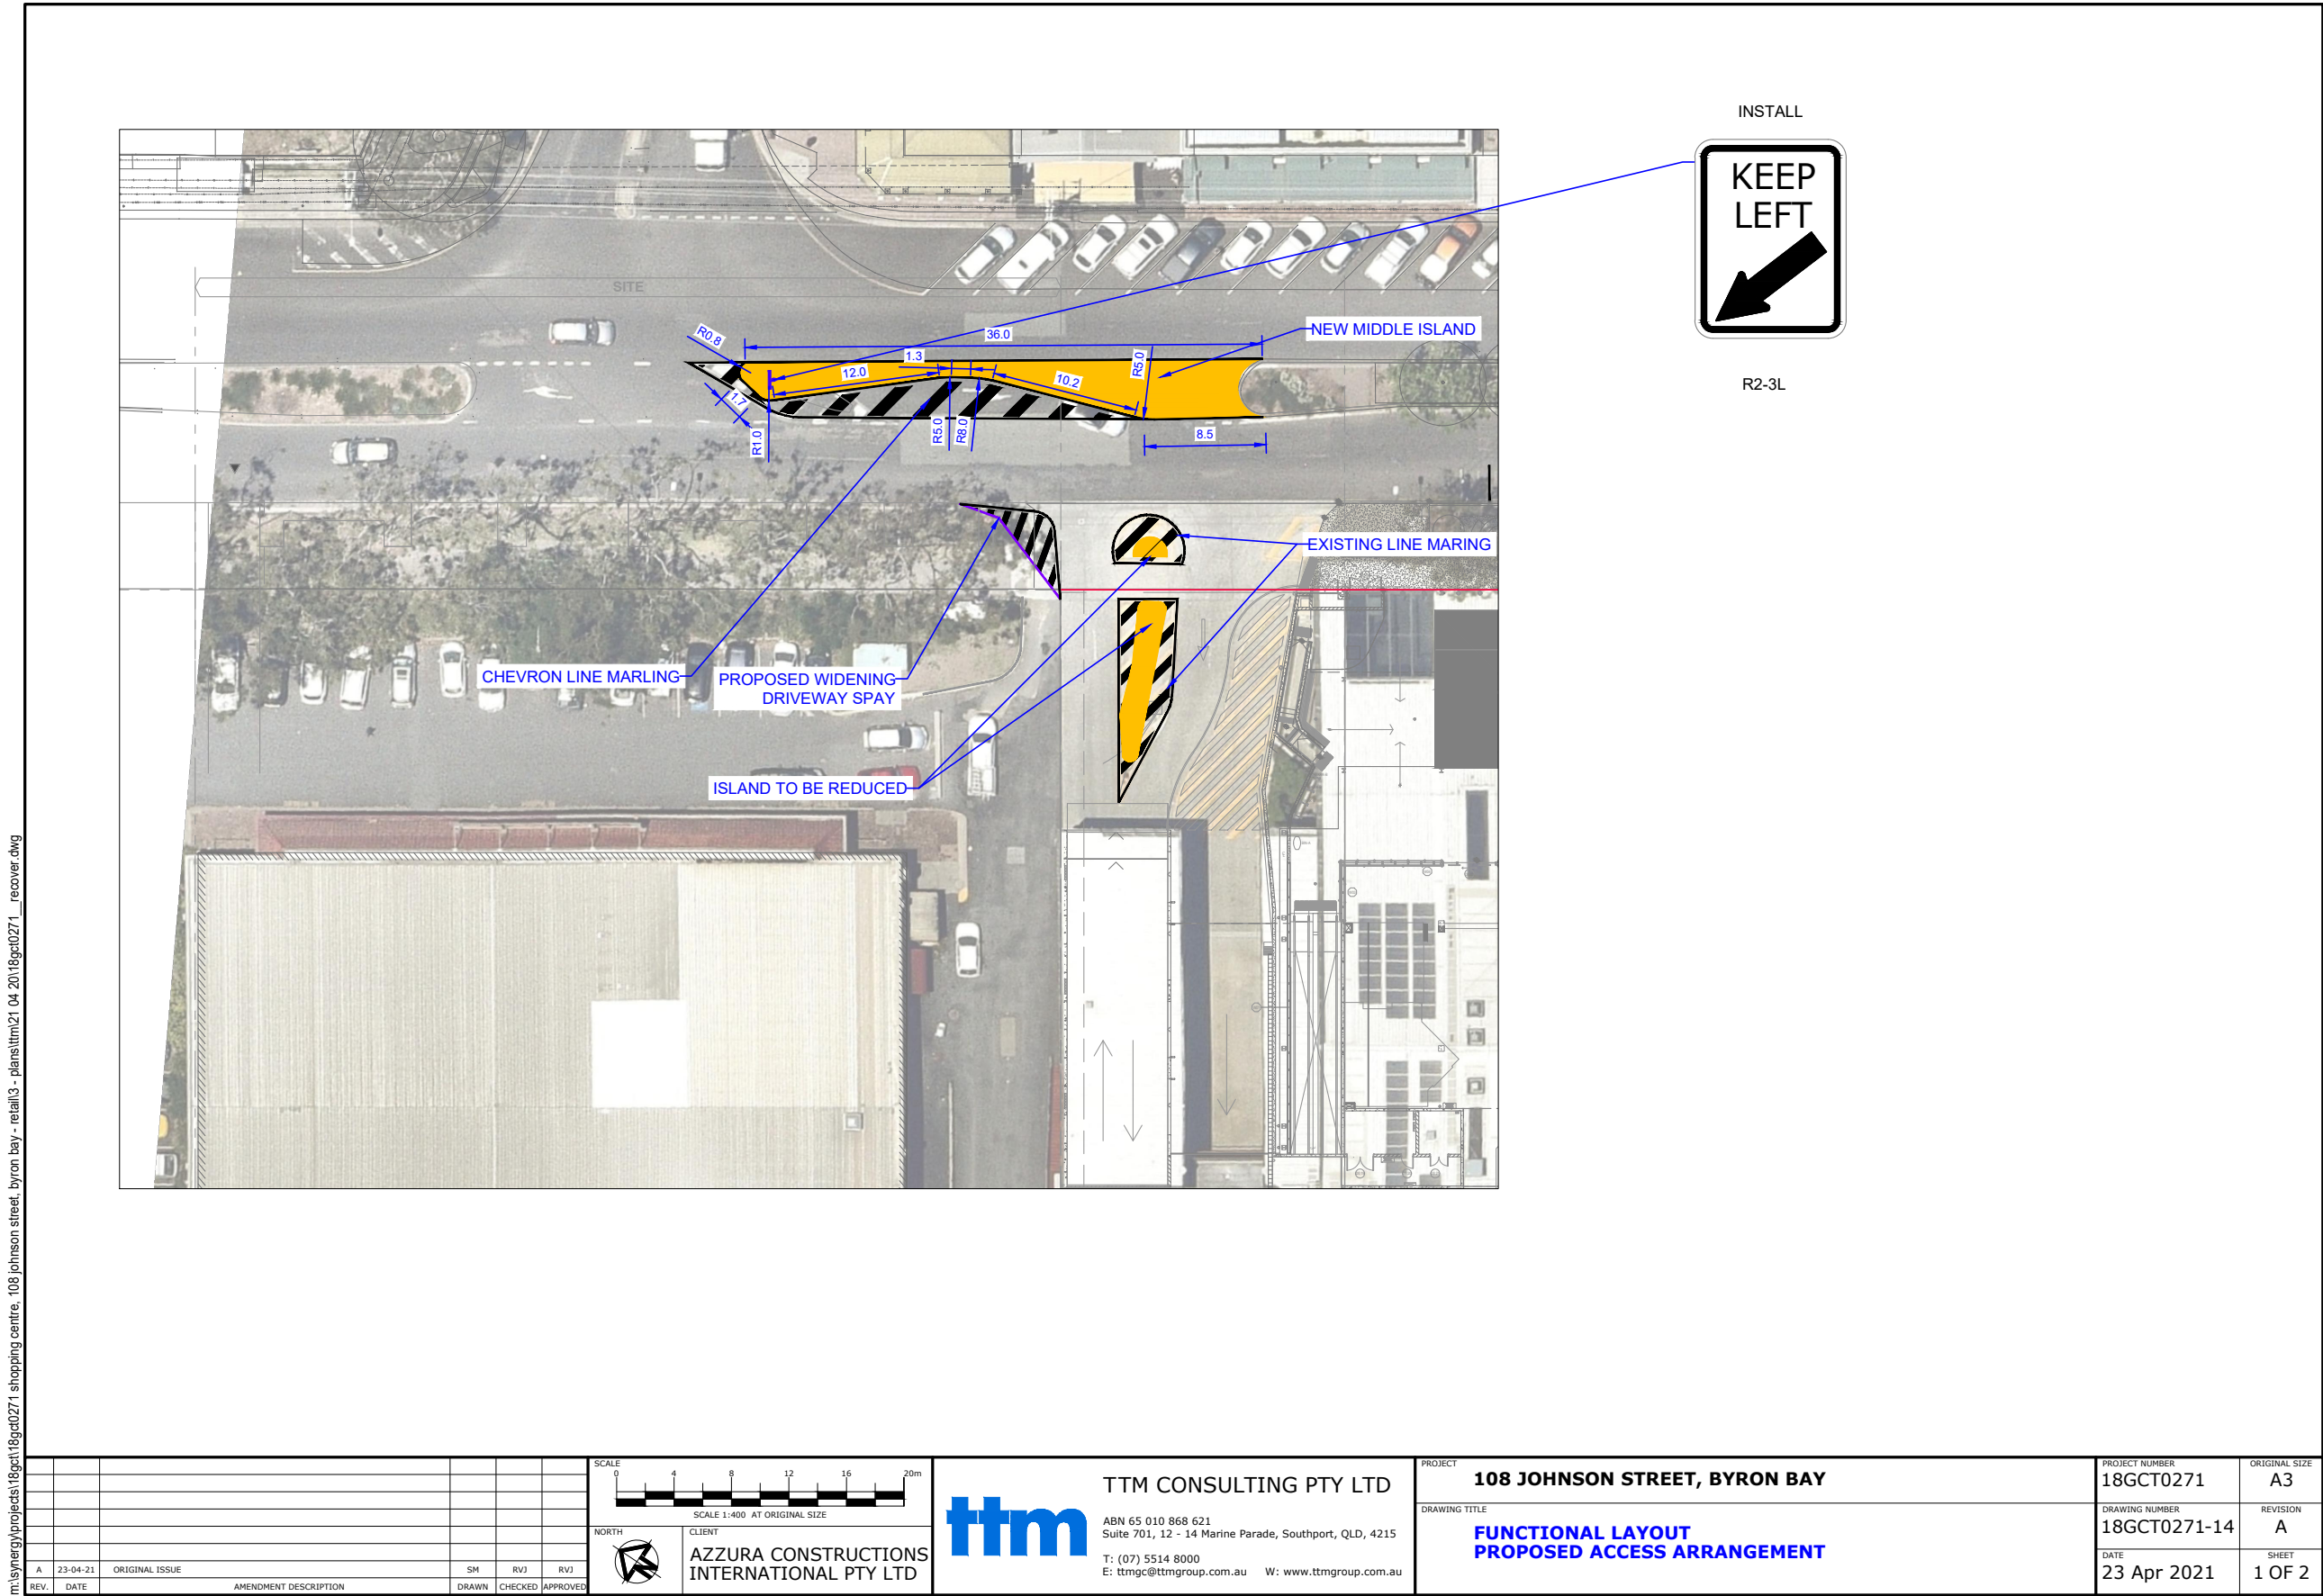 INSTALL
KEEP
LEFT
R2-3L
SITE
R0.8
36.0
NEW MIDDLE ISLAND
1.3
12.0
10.2
R5.0
1.7
R1.0
R5.0
R8.0
8.5
EXISTING LINE MARING
CHEVRON LINE MARLING
PROPOSED WIDENING
DRIVEWAY SPAY
ISLAND TO BE REDUCED
m:\synergy\projects\18gct\18gct0271 shopping centre, 108 johnson street, byron bay - retail\3 - plans\ttm\21 04 20\18gct0271__recover.dwg
A 23-04-21 ORIGINAL ISSUE SM RVJ RVJ
REV. DATE AMENDMENT DESCRIPTION DRAWN CHECKED APPROVED
SCALE
0 4 8 12 16 20m
SCALE 1:400 AT ORIGINAL SIZE
NORTH
CLIENT
AZZURA CONSTRUCTIONS
INTERNATIONAL PTY LTD
ttm
TTM CONSULTING PTY LTD
ABN 65 010 868 621
Suite 701, 12 - 14 Marine Parade, Southport, QLD, 4215
T: (07) 5514 8000
E: ttmgc@ttmgroup.com.au W: www.ttmgroup.com.au
PROJECT
108 JOHNSON STREET, BYRON BAY
DRAWING TITLE
FUNCTIONAL LAYOUT
PROPOSED ACCESS ARRANGEMENT
PROJECT NUMBER
18GCT0271
ORIGINAL SIZE
A3
DRAWING NUMBER
18GCT0271-14
REVISION
A
DATE
23 Apr 2021
SHEET
1 OF 2